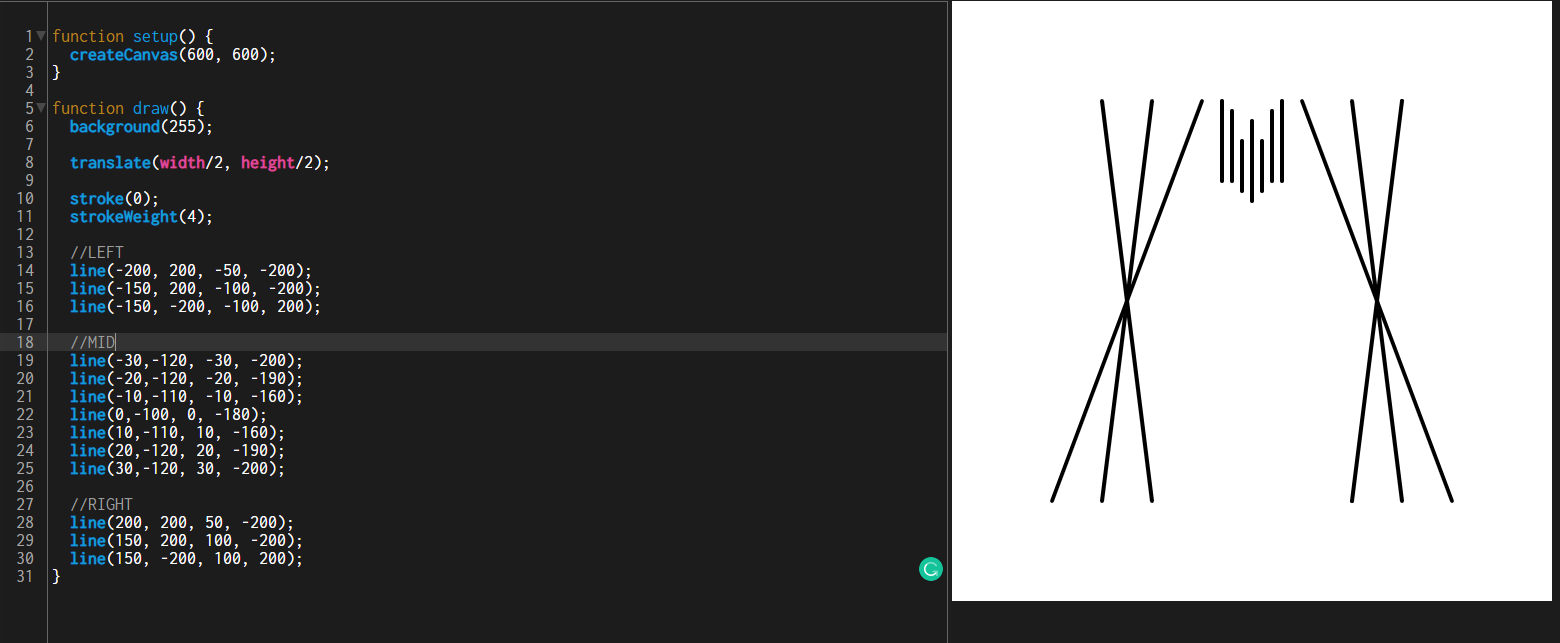 1 function setup() {
2 createCanvas(600, 600);
3 }
4
5 function draw() {
6 background(255);
7
8 translate(width/2, height/2);
9
10 stroke(0);
11 strokeWeight(4);
12
13 //LEFT
14 line(-200, 200, -50, -200);
15 line(-150, 200, -100, -200);
16 line(-150, -200, -100, 200);
17
18 //MID
19 line(-30,-120, -30, -200);
20 line(-20,-120, -20, -190);
21 line(-10,-110, -10, -160);
22 line(0,-100, 0, -180);
23 line(10,-110, 10, -160);
24 line(20,-120, 20, -190);
25 line(30,-120, 30, -200);
26
27 //RIGHT
28 line(200, 200, 50, -200);
29 line(150, 200, 100, -200);
30 line(150, -200, 100, 200);
31 }